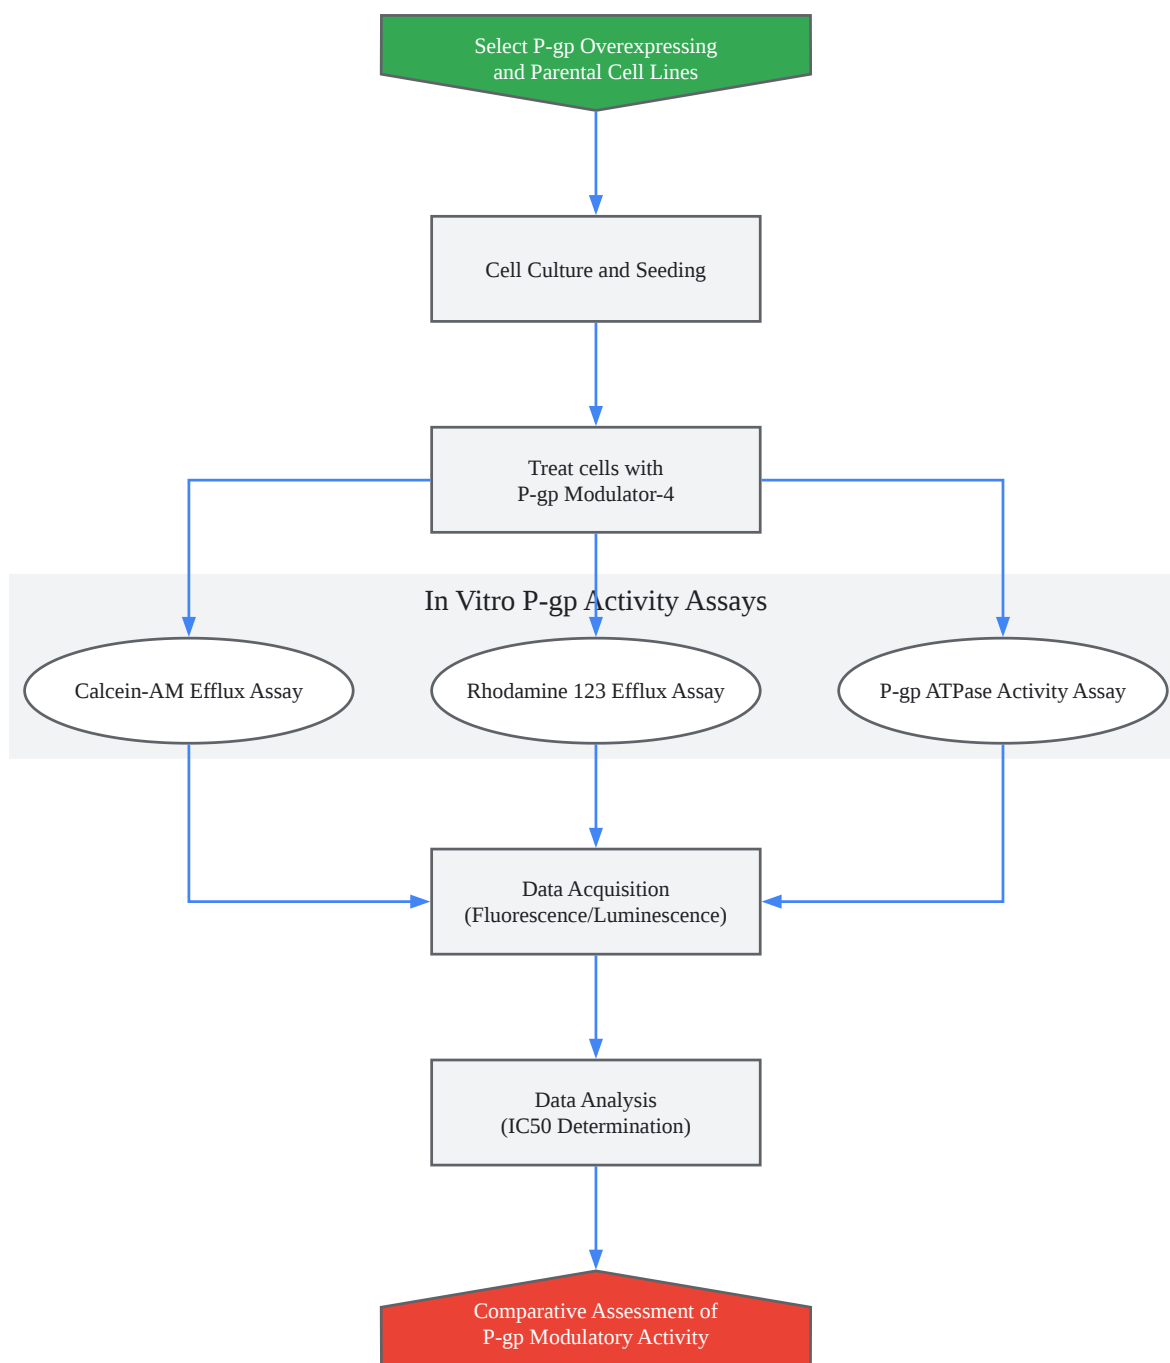 Select P-gp Overexpressing
and Parental Cell Lines
Cell Culture and Seeding
Treat cells with
P-gp Modulator-4
In Vitro P-gp Activity Assays
Calcein-AM Efflux Assay
Rhodamine 123 Efflux Assay
P-gp ATPase Activity Assay
Data Acquisition
(Fluorescence/Luminescence)
Data Analysis
(IC50 Determination)
Comparative Assessment of
P-gp Modulatory Activity